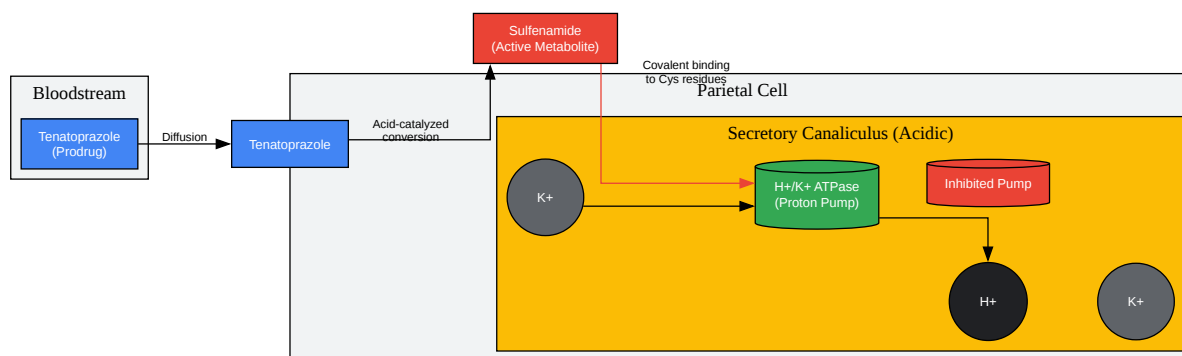 Sulfenamide
(Active Metabolite)
Covalent binding
to Cys residues
Parietal Cell
Bloodstream
Tenatoprazole
(Prodrug)
Diffusion
Tenatoprazole
Acid-catalyzed
conversion
Secretory Canaliculus (Acidic)
K+
H+/K+ ATPase
(Proton Pump)
Inhibited Pump
H+
K+